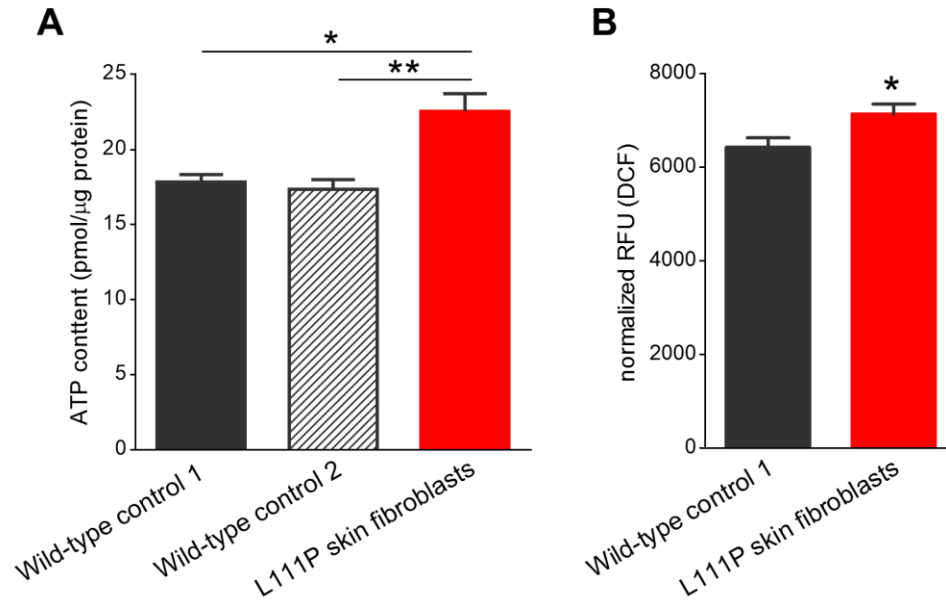 A
*
**
25
20
15
10
5
0
ATP conttent (pmol/μg protein)
Wild-type control 1
Wild-type control 2
L111P skin fibroblasts
B
*
8000
6000
4000
2000
0
normalized RFU (DCF)
Wild-type control 1
L111P skin fibroblasts